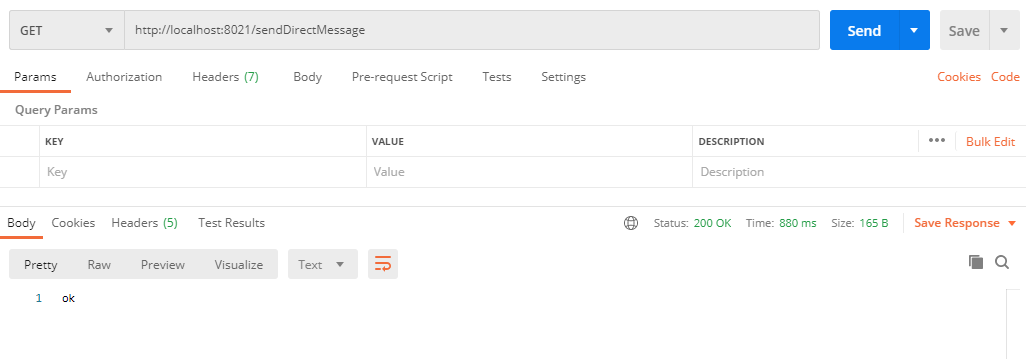 GET http://localhost:8021/sendDirectMessage Send Save
Params Authorization Headers (7) Body Pre-request Script Tests Settings Cookies Code
Query Params
KEY VALUE DESCRIPTION ••• Bulk Edit
Key Value Description
Body Cookies Headers (5) Test Results Status: 200 OK Time: 880 ms Size: 165 B Save Response
Pretty Raw Preview Visualize Text
1 ok